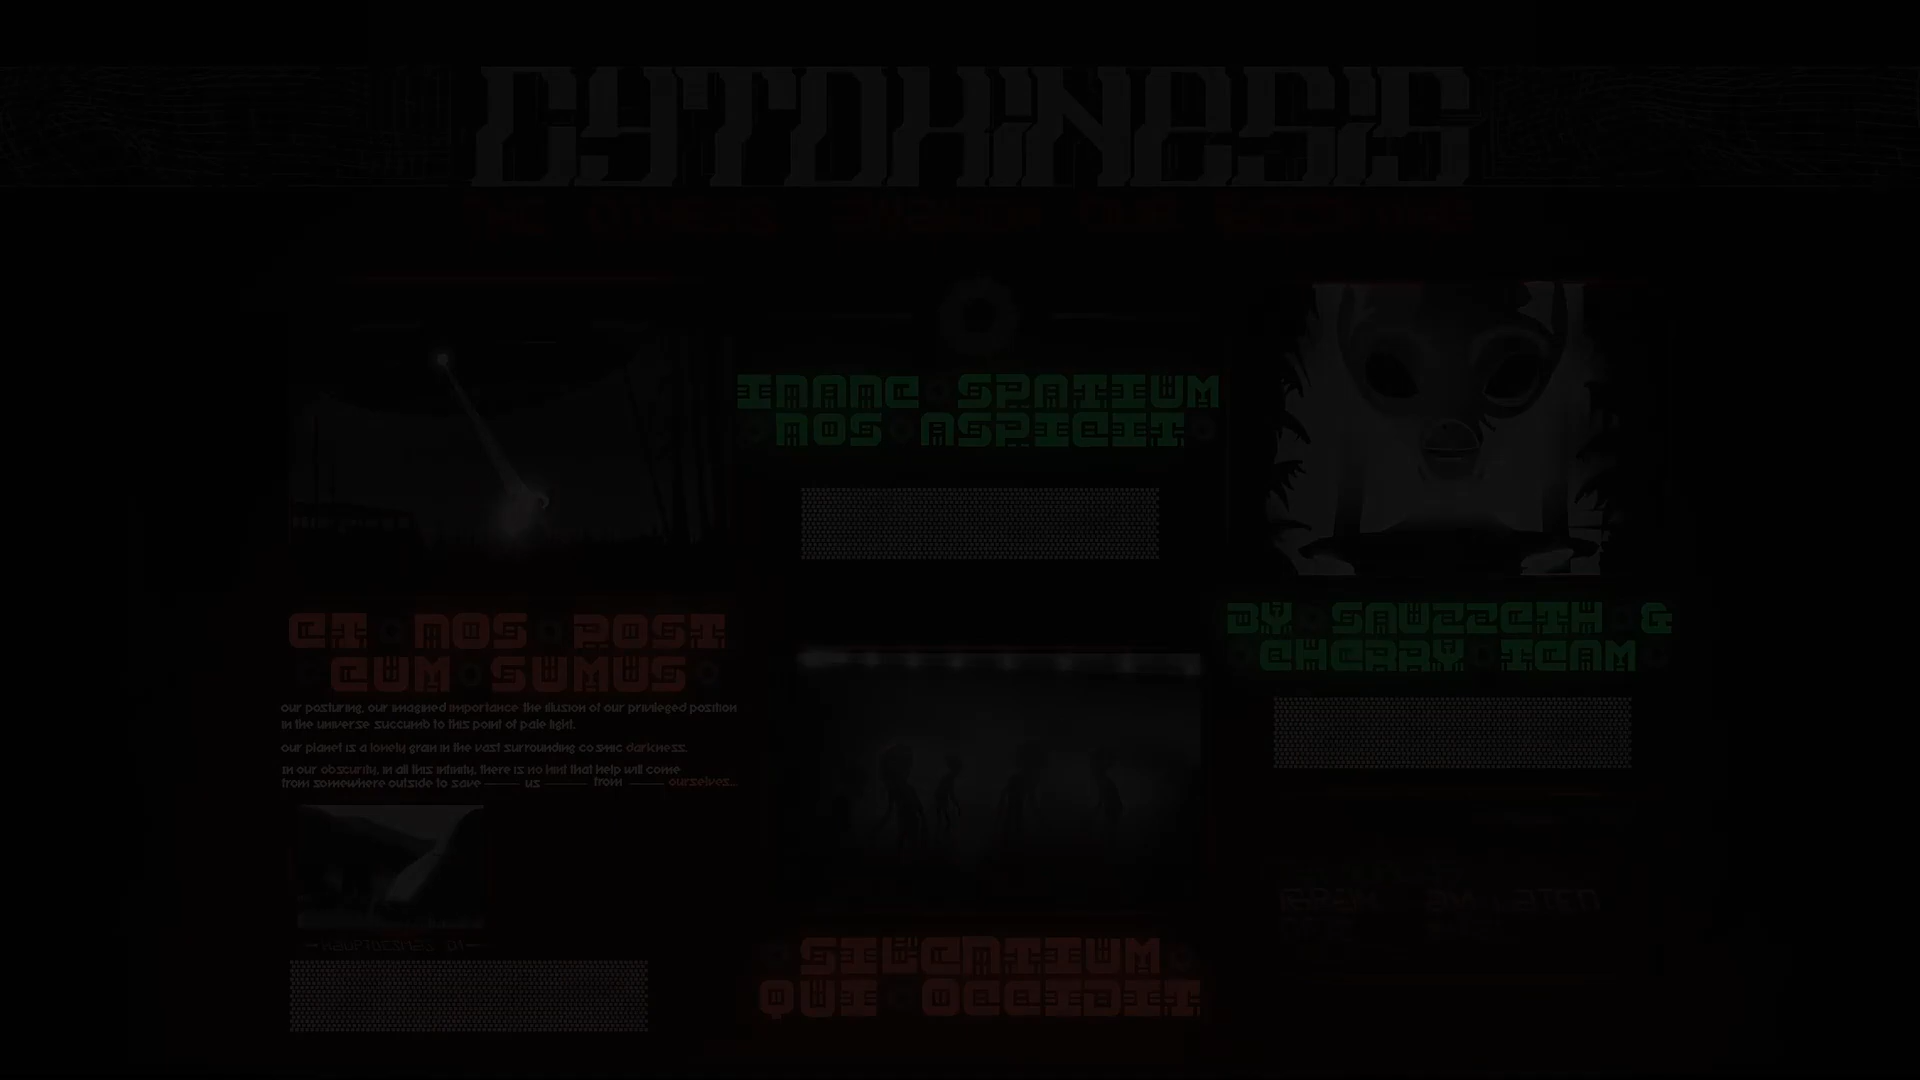 CYTOKINESIS
INANE SPATIUM
NOS ASPICIT
ET NOS POST
EUM SUMUS
our posturing, our imagined importance the illusion of our privileged position
in the universe succumb to this point of pale light.
our planet is a lonely grain in the vast surrounding cosmic darkness.
in our obscurity, in all this infinity, there is no hint that help will come
from somewhere outside to save us from ourselves...
SILENTIUM
QUI OCCIDIT
BY SAUZZETH &
CHERRY TEAM